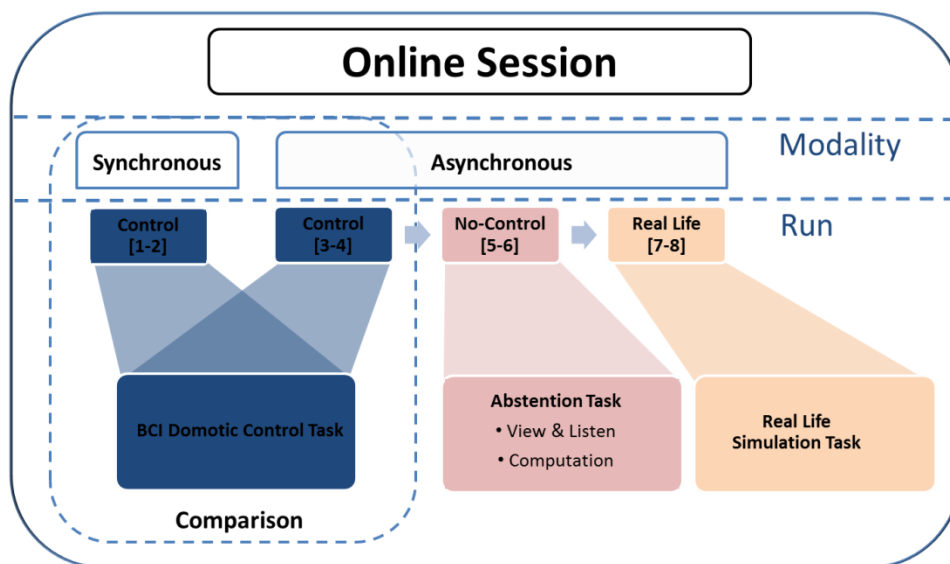 Online Session
Modality
Synchronous
Asynchronous
Run
Control
[1-2]
Control
[3-4]
No-Control
[5-6]
Real Life
[7-8]
BCI Domotic Control Task
Abstention Task
• View & Listen
• Computation
Real Life
Simulation Task
Comparison